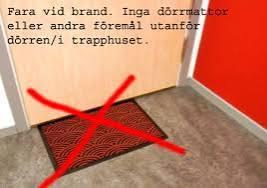 Fara vid brand. Inga dörrmattor
eller andra föremål utanför
dörren/i trapphuset.